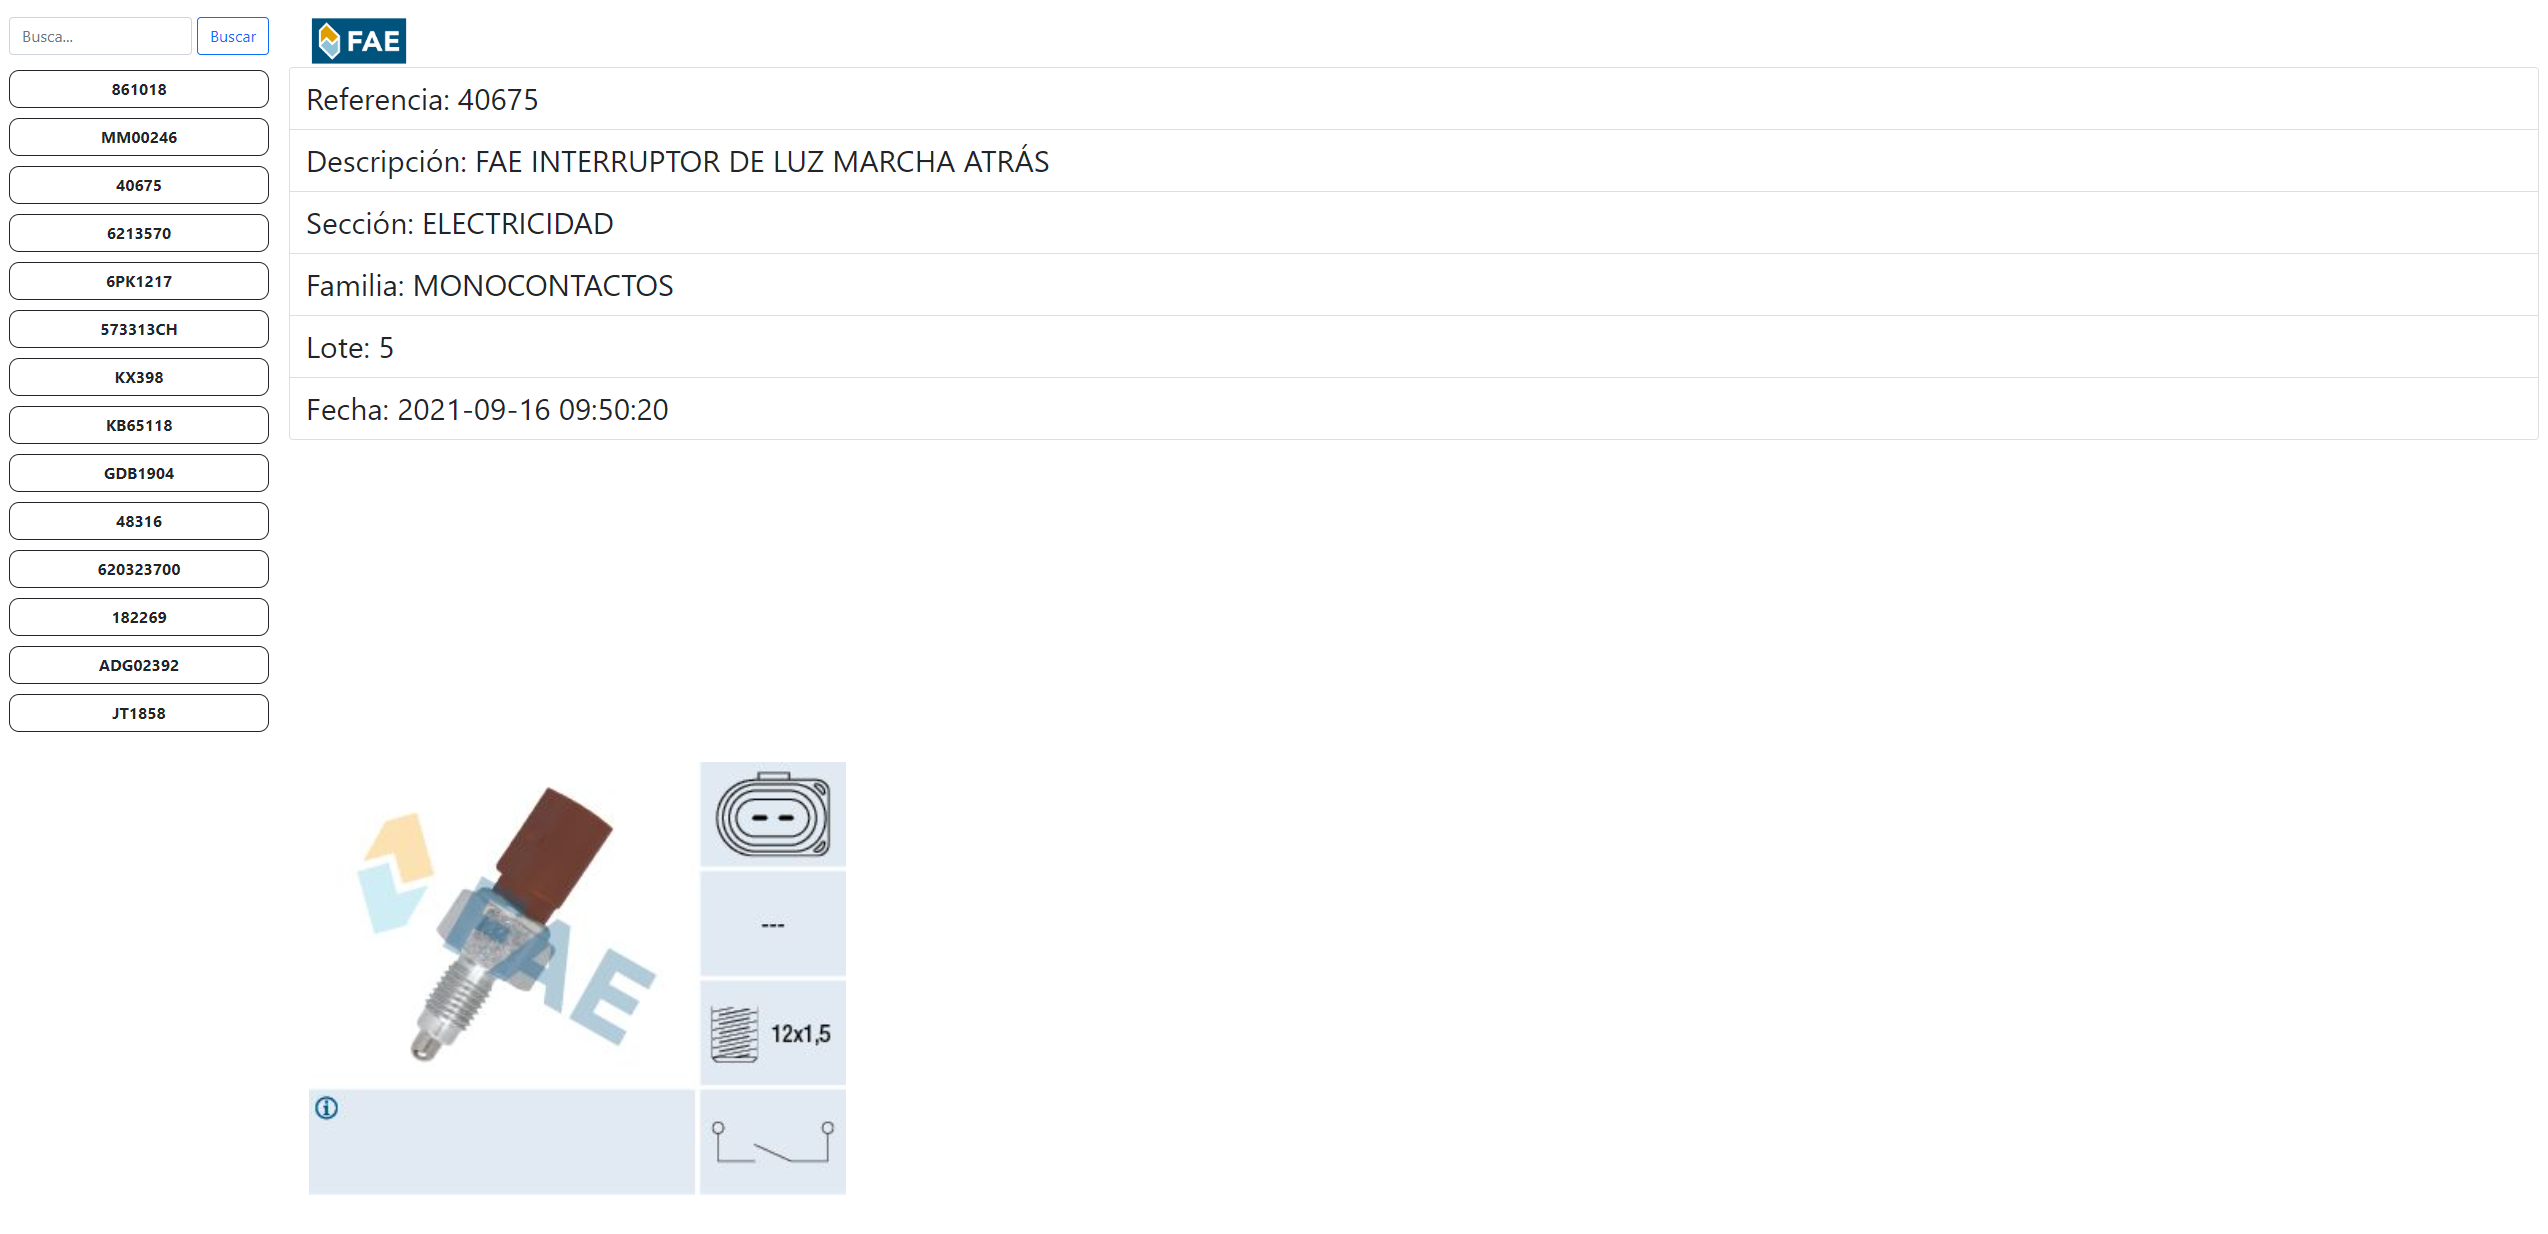 Busca...
Buscar
861018
MM00246
40675
6213570
6PK1217
573313CH
KX398
KB65118
GDB1904
48316
620323700
182269
ADG02392
JT1858
FAE
Referencia: 40675
Descripción: FAE INTERRUPTOR DE LUZ MARCHA ATRÁS
Sección: ELECTRICIDAD
Familia: MONOCONTACTOS
Lote: 5
Fecha: 2021-09-16 09:50:20
FAE
---
12x1,5
i